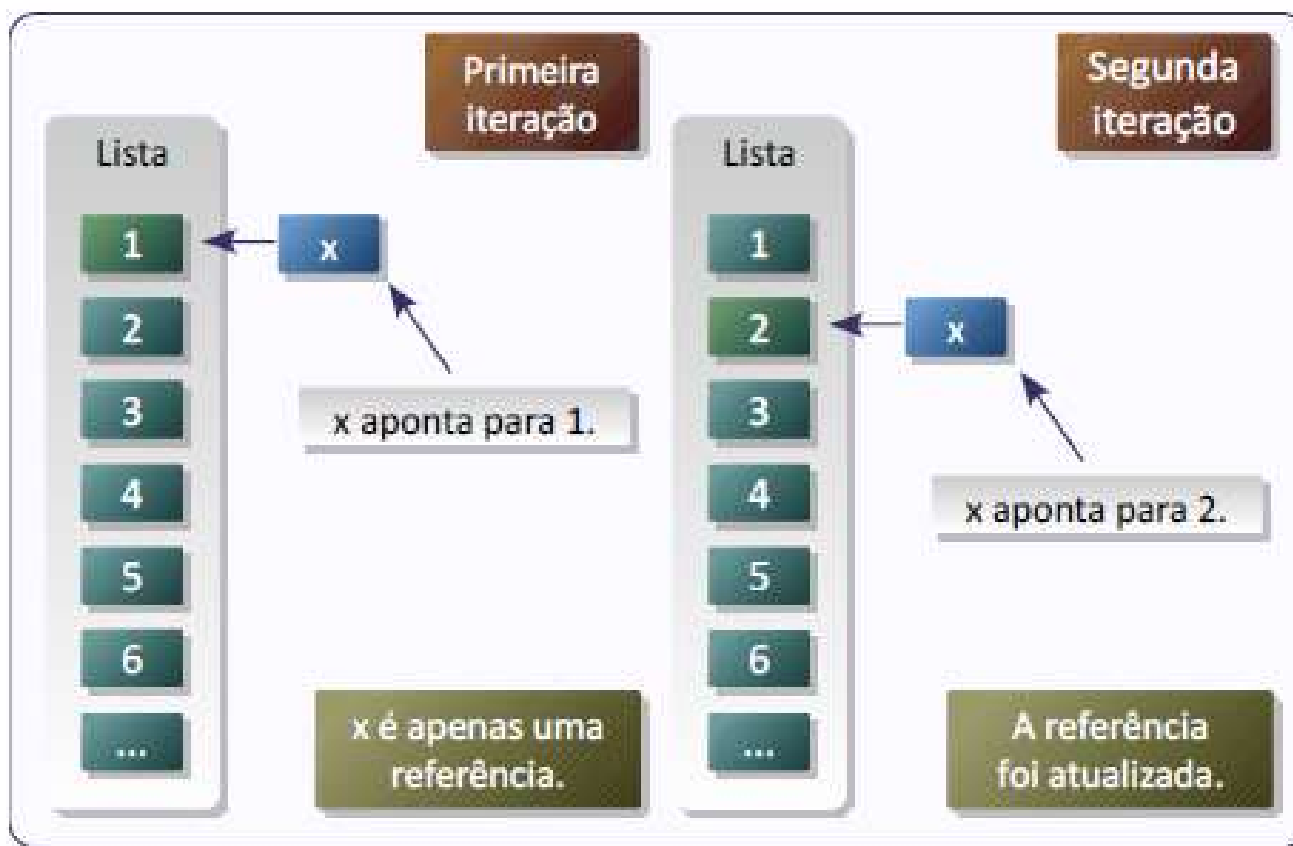 Primeira
iteração
Lista
1
x
2
3
x aponta para 1.
4
5
6
...
x é apenas uma
referência.
Segunda
iteração
Lista
1
2
x
3
4
x aponta para 2.
5
6
...
A referência
foi atualizada.